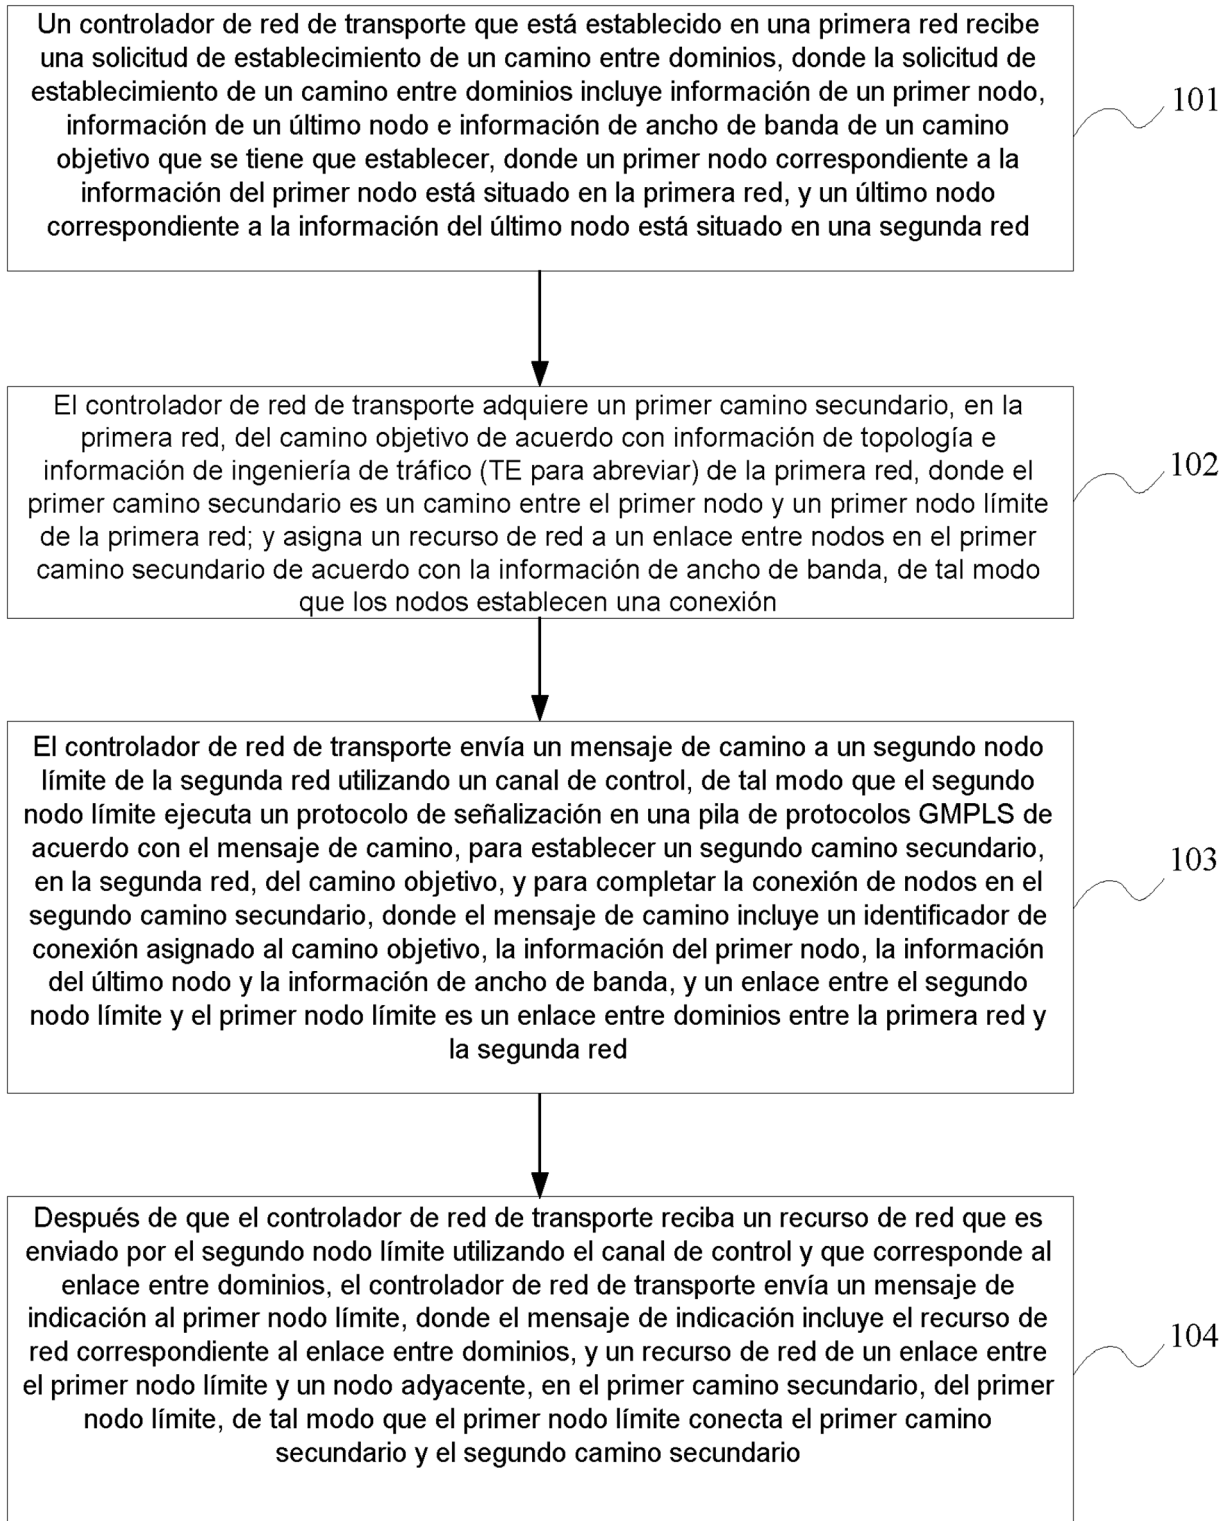 Un controlador de red de transporte que está establecido en una primera red recibe
una solicitud de establecimiento de un camino entre dominios, donde la solicitud de
establecimiento de un camino entre dominios incluye información de un primer nodo,
información de un último nodo e información de ancho de banda de un camino
objetivo que se tiene que establecer, donde un primer nodo correspondiente a la
información del primer nodo está situado en la primera red, y un último nodo
correspondiente a la información del último nodo está situado en una segunda red
101
El controlador de red de transporte adquiere un primer camino secundario, en la
primera red, del camino objetivo de acuerdo con información de topología e
información de ingeniería de tráfico (TE para abreviar) de la primera red, donde el
primer camino secundario es un camino entre el primer nodo y un primer nodo límite
de la primera red; y asigna un recurso de red a un enlace entre nodos en el primer
camino secundario de acuerdo con la información de ancho de banda, de tal modo
que los nodos establecen una conexión
102
El controlador de red de transporte envía un mensaje de camino a un segundo nodo
límite de la segunda red utilizando un canal de control, de tal modo que el segundo
nodo límite ejecuta un protocolo de señalización en una pila de protocolos GMPLS de
acuerdo con el mensaje de camino, para establecer un segundo camino secundario,
en la segunda red, del camino objetivo, y para completar la conexión de nodos en el
segundo camino secundario, donde el mensaje de camino incluye un identificador de
conexión asignado al camino objetivo, la información del primer nodo, la información
del último nodo y la información de ancho de banda, y un enlace entre el segundo
nodo límite y el primer nodo límite es un enlace entre dominios entre la primera red y
la segunda red
103
Después de que el controlador de red de transporte reciba un recurso de red que es
enviado por el segundo nodo límite utilizando el canal de control y que corresponde al
enlace entre dominios, el controlador de red de transporte envía un mensaje de
indicación al primer nodo límite, donde el mensaje de indicación incluye el recurso de
red correspondiente al enlace entre dominios, y un recurso de red de un enlace entre
el primer nodo límite y un nodo adyacente, en el primer camino secundario, del primer
nodo límite, de tal modo que el primer nodo límite conecta el primer camino
secundario y el segundo camino secundario
104